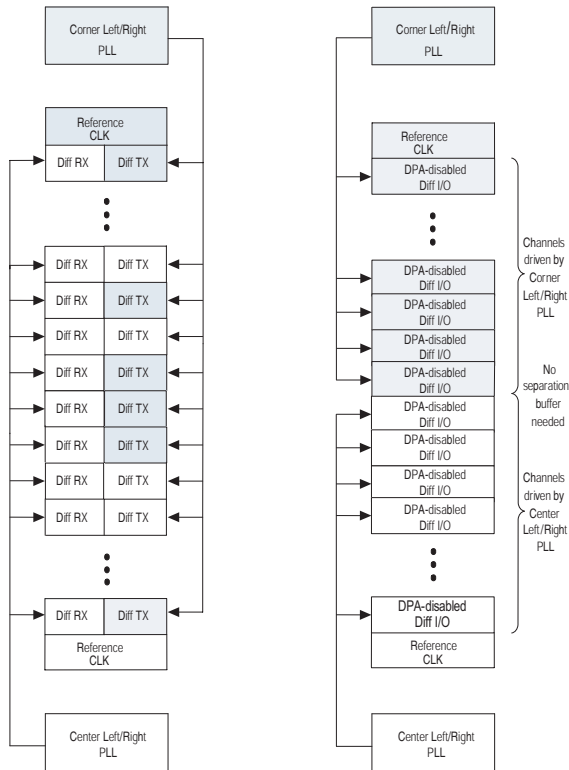 Corner Left/Right
PLL
Reference
CLK
Diff RX
Diff TX
Diff RX
Diff TX
Diff RX
Diff TX
Diff RX
Diff TX
Diff RX
Diff TX
Diff RX
Diff TX
Diff RX
Diff TX
Diff RX
Diff TX
Diff RX
Diff TX
Diff RX
Diff TX
Reference
CLK
Center Left/Right
PLL
Corner Left/Right
PLL
Reference
CLK
DPA-disabled
Diff I/O
DPA-disabled
Diff I/O
DPA-disabled
Diff I/O
DPA-disabled
Diff I/O
DPA-disabled
Diff I/O
DPA-disabled
Diff I/O
DPA-disabled
Diff I/O
DPA-disabled
Diff I/O
DPA-disabled
Diff I/O
DPA-disabled
Diff I/O
Reference
CLK
Center Left/Right
PLL
Channels
driven by
Corner
Left/Right
PLL
No
separation
buffer
needed
Channels
driven by
Center
Left/Right
PLL